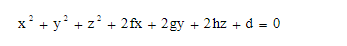 x² + y² + z² + 2fx + 2gy + 2hz + d = 0